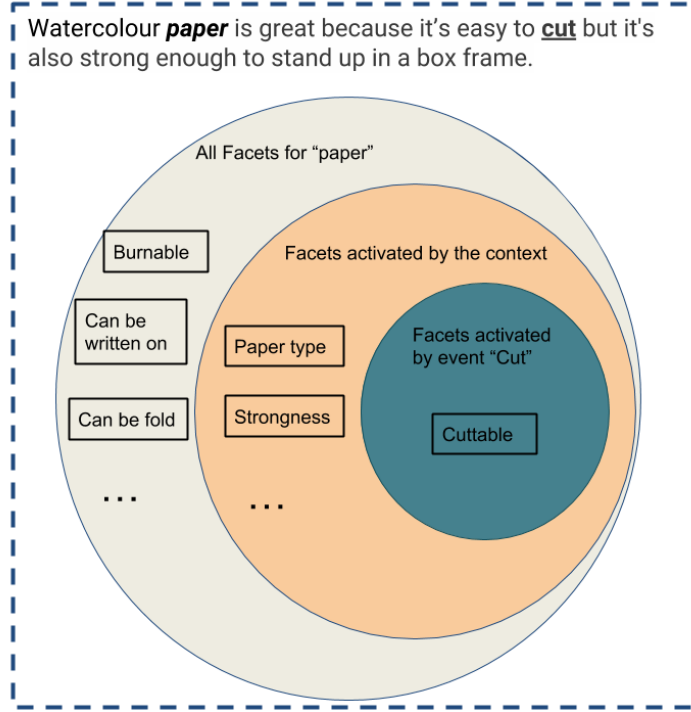 Watercolour paper is great because it’s easy to cut but it's
also strong enough to stand up in a box frame.
All Facets for “paper”
Burnable
Facets activated by the context
Can be
written on
Facets activated
by event “Cut”
Paper type
Can be fold
Strongness
Cuttable
...
...